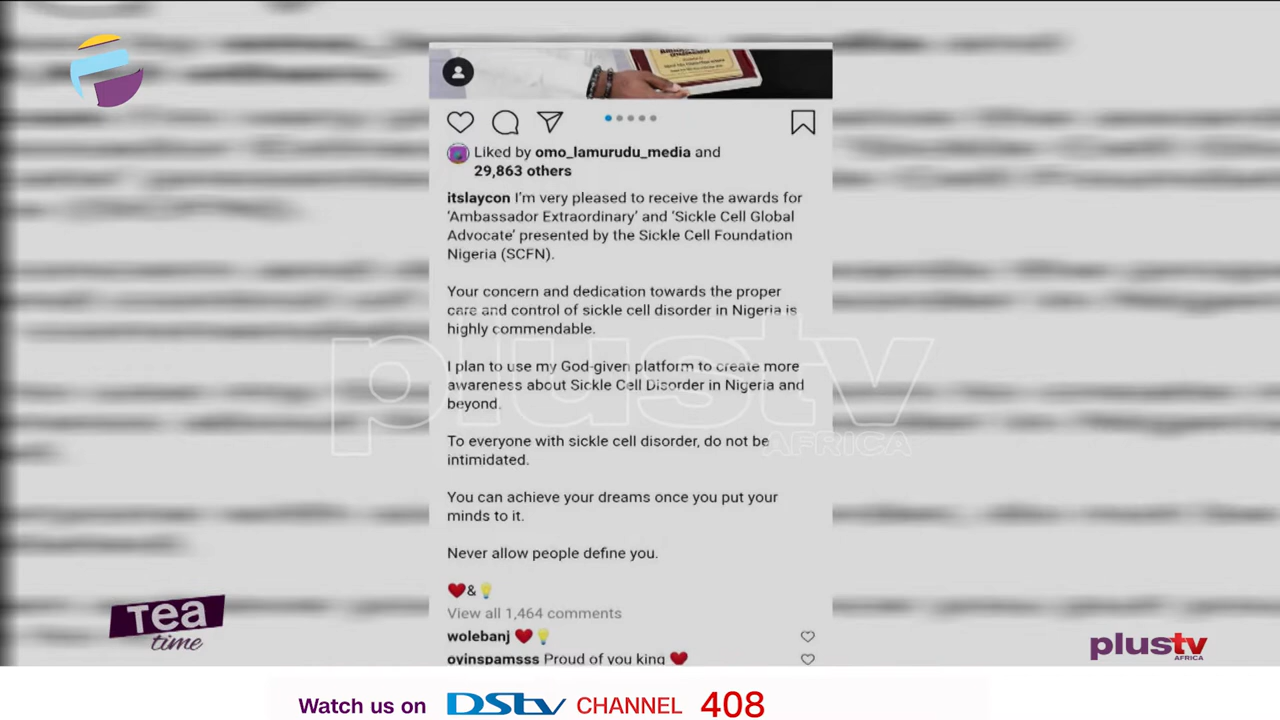 Liked by omo_lamurudu_media and
29,863 others
itslaycon I'm very pleased to receive the awards for
'Ambassador Extraordinary' and 'Sickle Cell Global
Advocate' presented by the Sickle Cell Foundation
Nigeria (SCFN).
Your concern and dedication towards the proper
care and control of sickle cell disorder in Nigeria is
highly commendable.
I plan to use my God-given platform to create more
awareness about Sickle Cell Disorder in Nigeria and
beyond.
To everyone with sickle cell disorder, do not be
intimidated.
You can achieve your dreams once you put your
minds to it.
Never allow people define you.
❤️&💡
View all 1,464 comments
wolebanj ❤️💡
oyinspamsss Proud of you king ❤️
plustv
AFRICA
Tea
time
plustv
AFRICA
Watch us on DStv CHANNEL 408